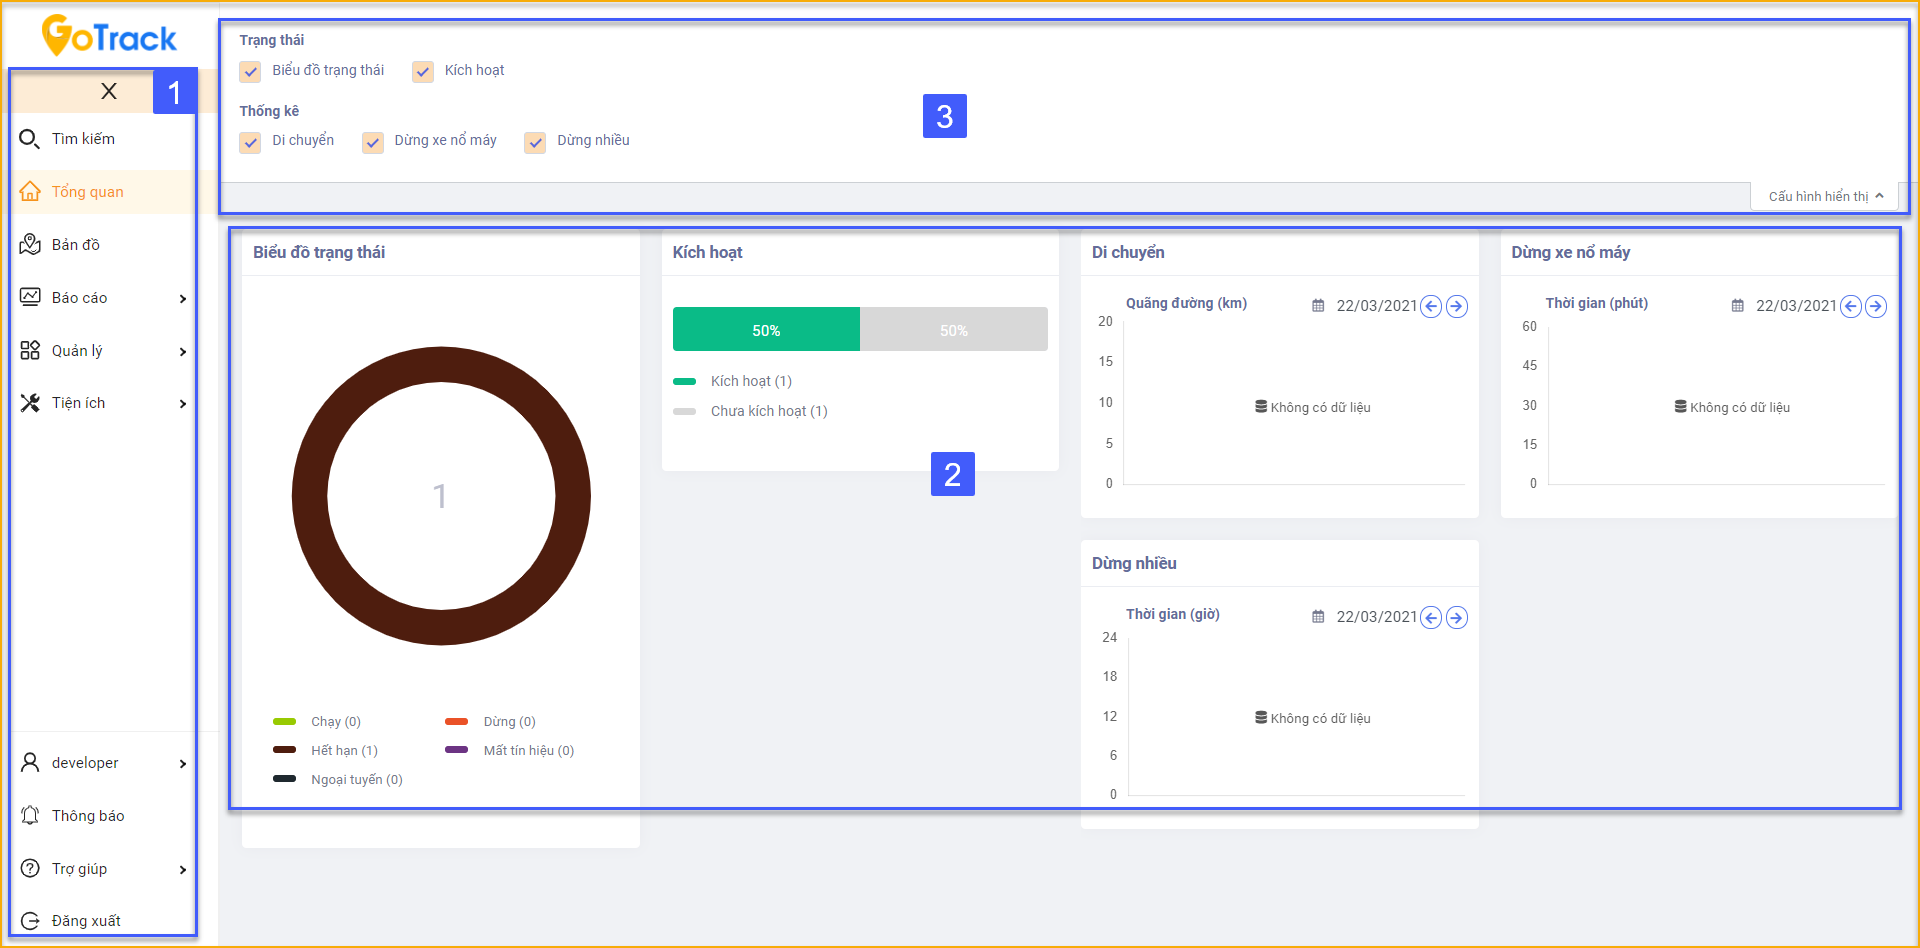 GoTrack
X
1
Tìm kiếm
Tổng quan
Bản đồ
Báo cáo
Quản lý
Tiện ích
developer
Thông báo
Trợ giúp
Đăng xuất
Trạng thái
Biểu đồ trạng thái
Kích hoạt
Thống kê
Di chuyển
Dừng xe nổ máy
Dừng nhiều
3
Cấu hình hiển thị
Biểu đồ trạng thái
1
Chạy (0)
Dừng (0)
Hết hạn (1)
Mất tín hiệu (0)
Ngoại tuyến (0)
Kích hoạt
50%
50%
Kích hoạt (1)
Chưa kích hoạt (1)
2
Di chuyển
Quãng đường (km)
22/03/2021
20
15
10
5
0
Không có dữ liệu
Dừng xe nổ máy
Thời gian (phút)
22/03/2021
60
45
30
15
0
Không có dữ liệu
Dừng nhiều
Thời gian (giờ)
22/03/2021
24
18
12
6
0
Không có dữ liệu